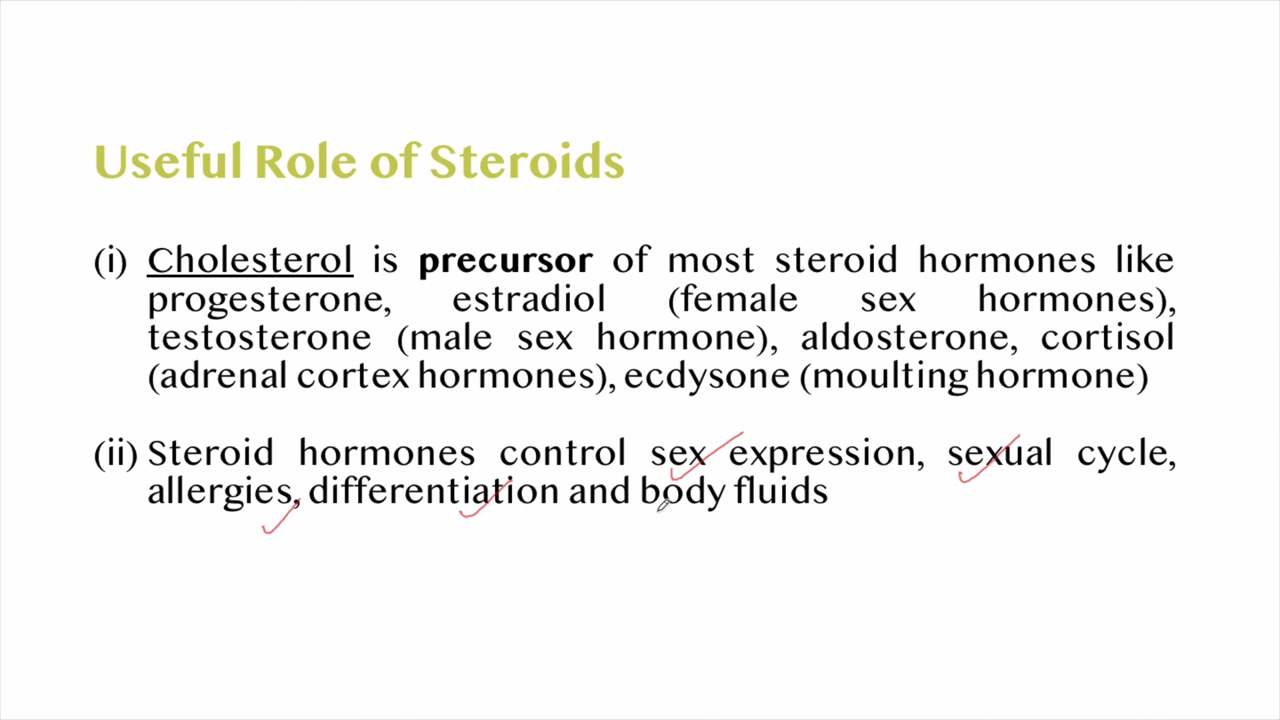 Useful Role of Steroids
(i) Cholesterol is precursor of most steroid hormones like
progesterone, estradiol (female sex hormones),
testosterone (male sex hormone), aldosterone, cortisol
(adrenal cortex hormones), ecdysone (moulting hormone)
(ii) Steroid hormones control sex expression, sexual cycle,
allergies, differentiation and body fluids